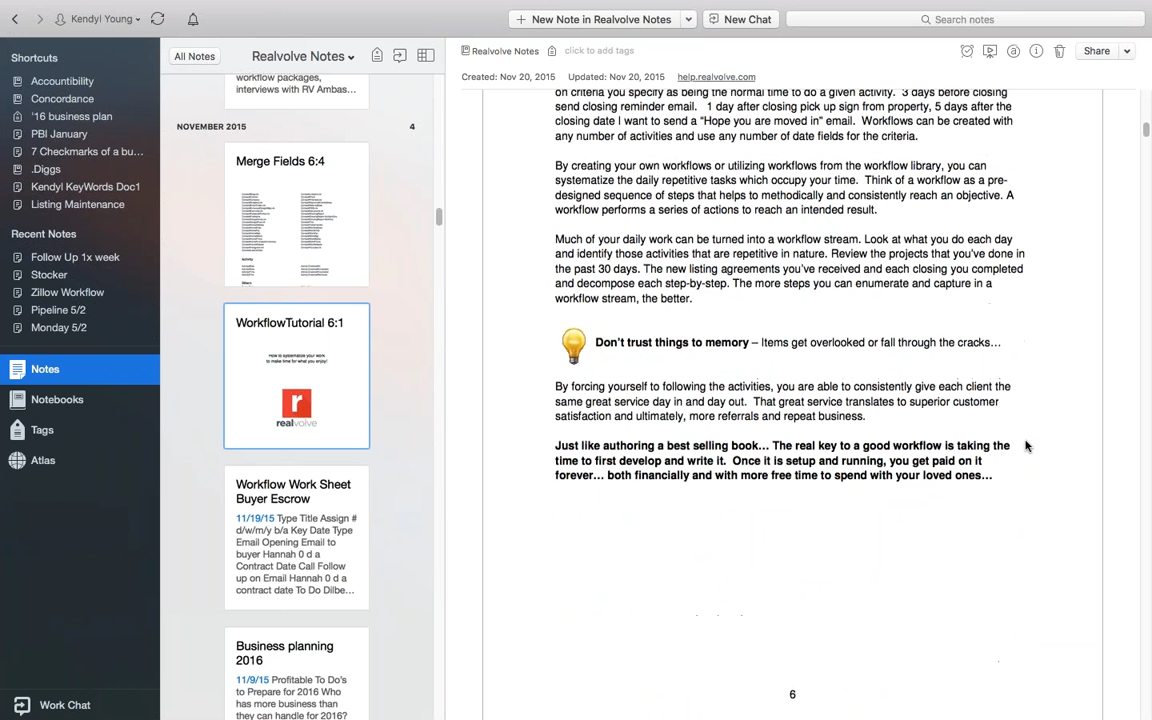 Kendyl Young
New Note in Realvolve Notes
New Chat
Search notes
Shortcuts
Accountibility
Concordance
'16 business plan
PBI January
7 Checkmarks of a bu...
.Diggs
Kendyl KeyWords Doc1
Listing Maintenance
Recent Notes
Follow Up 1x week
Stocker
Zillow Workflow
Pipeline 5/2
Monday 5/2
Notes
Notebooks
Tags
Atlas
Work Chat
All Notes
Realvolve Notes
workflow packages,
interviews with RV Ambas...
NOVEMBER 2015
4
Merge Fields 6:4
WorkflowTutorial 6:1
How to systematize your work
to make time for what you enjoy!
r
realvolve
Workflow Work Sheet
Buyer Escrow
11/19/15 Type Title Assign #
d/w/m/y b/a Key Date Type
Email Opening Email to
buyer Hannah 0 d a
Contract Date Call Follow
up on Email Hannah 0 d a
contract date To Do Dilbe...
Business planning
2016
11/9/15 Profitable To Do's
to Prepare for 2016 Who
has more business than
they can handle for 2016?
Realvolve Notes
click to add tags
Share
Created: Nov 20, 2015
Updated: Nov 20, 2015
help.realvolve.com
on criteria you specify as being the normal time to do a given activity. 3 days before closing
send closing reminder email. 1 day after closing pick up sign from property, 5 days after the
closing date I want to send a "Hope you are moved in" email. Workflows can be created with
any number of activities and use any number of date fields for the criteria.
By creating your own workflows or utilizing workflows from the workflow library, you can
systematize the daily repetitive tasks which occupy your time. Think of a workflow as a pre-
designed sequence of steps that helps to methodically and consistently reach an objective. A
workflow performs a series of actions to reach an intended result.
Much of your daily work can be turned into a workflow stream. Look at what you do each day
and identify those activities that are repetitive in nature. Review the projects that you've done in
the past 30 days. The new listing agreements you've received and each closing you completed
and decompose each step-by-step. The more steps you can enumerate and capture in a
workflow stream, the better.
Don't trust things to memory – Items get overlooked or fall through the cracks…
By forcing yourself to following the activities, you are able to consistently give each client the
same great service day in and day out. That great service translates to superior customer
satisfaction and ultimately, more referrals and repeat business.
Just like authoring a best selling book… The real key to a good workflow is taking the
time to first develop and write it. Once it is setup and running, you get paid on it
forever… both financially and with more free time to spend with your loved ones…
6